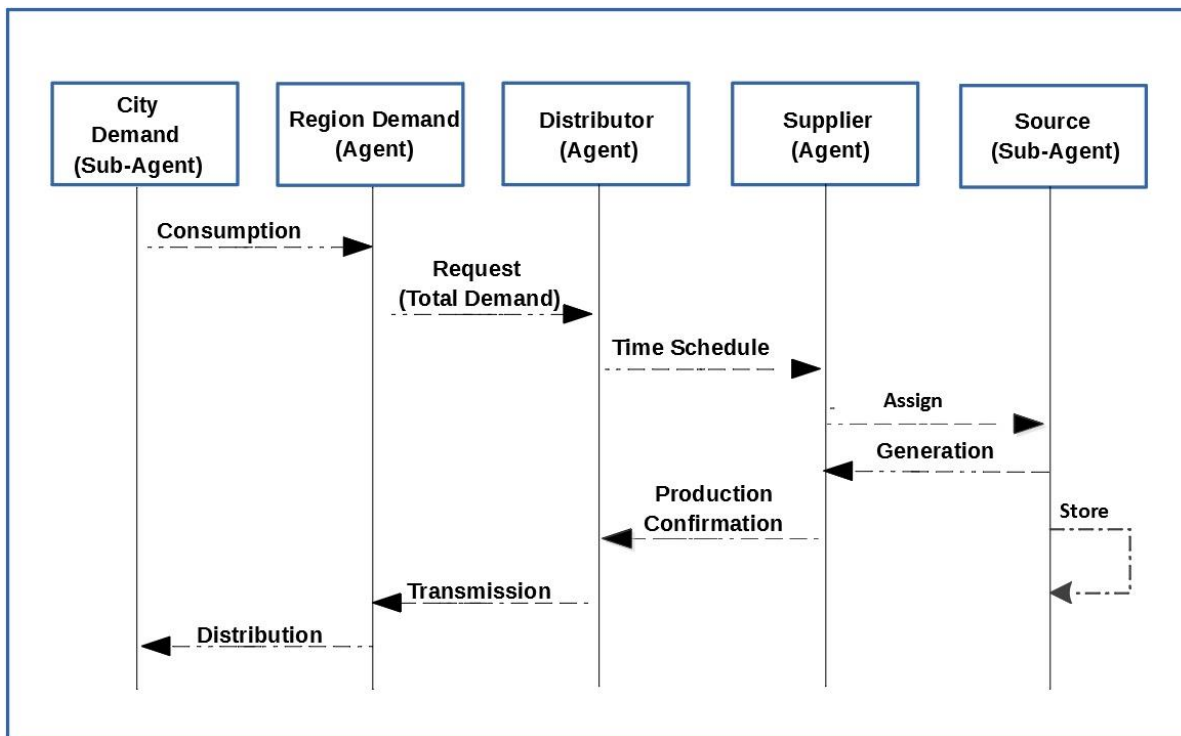 City
Demand
(Sub-Agent)
Region Demand
(Agent)
Distributor
(Agent)
Supplier
(Agent)
Source
(Sub-Agent)
Consumption
Request
(Total Demand)
Time Schedule
Assign
Generation
Production
Confirmation
Store
Transmission
Distribution